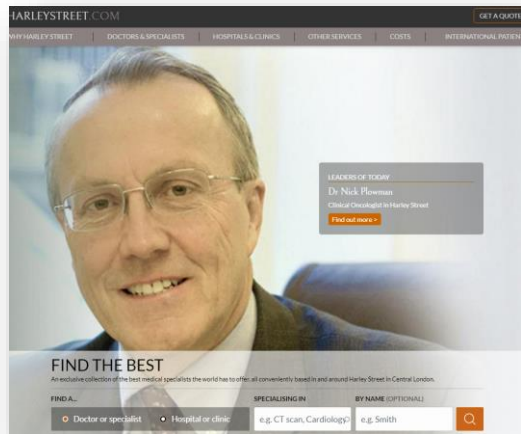 HARLEYSTREET.COM
GET A QUOTE
WHY HARLEY STREET | DOCTORS & SPECIALISTS | HOSPITALS & CLINICS | OTHER SERVICES | COSTS | INTERNATIONAL PATIEN
LEADERS OF TODAY
Dr Nick Plowman
Clinical Oncologist in Harley Street
Find out more >
FIND THE BEST
An exclusive collection of the best medical specialists the world has to offer, all conveniently based in and around Harley Street in Central London.
FIND A... SPECIALISING IN BY NAME (OPTIONAL)
Doctor or specialist Hospital or clinic e.g. CT scan, Cardiology e.g. Smith